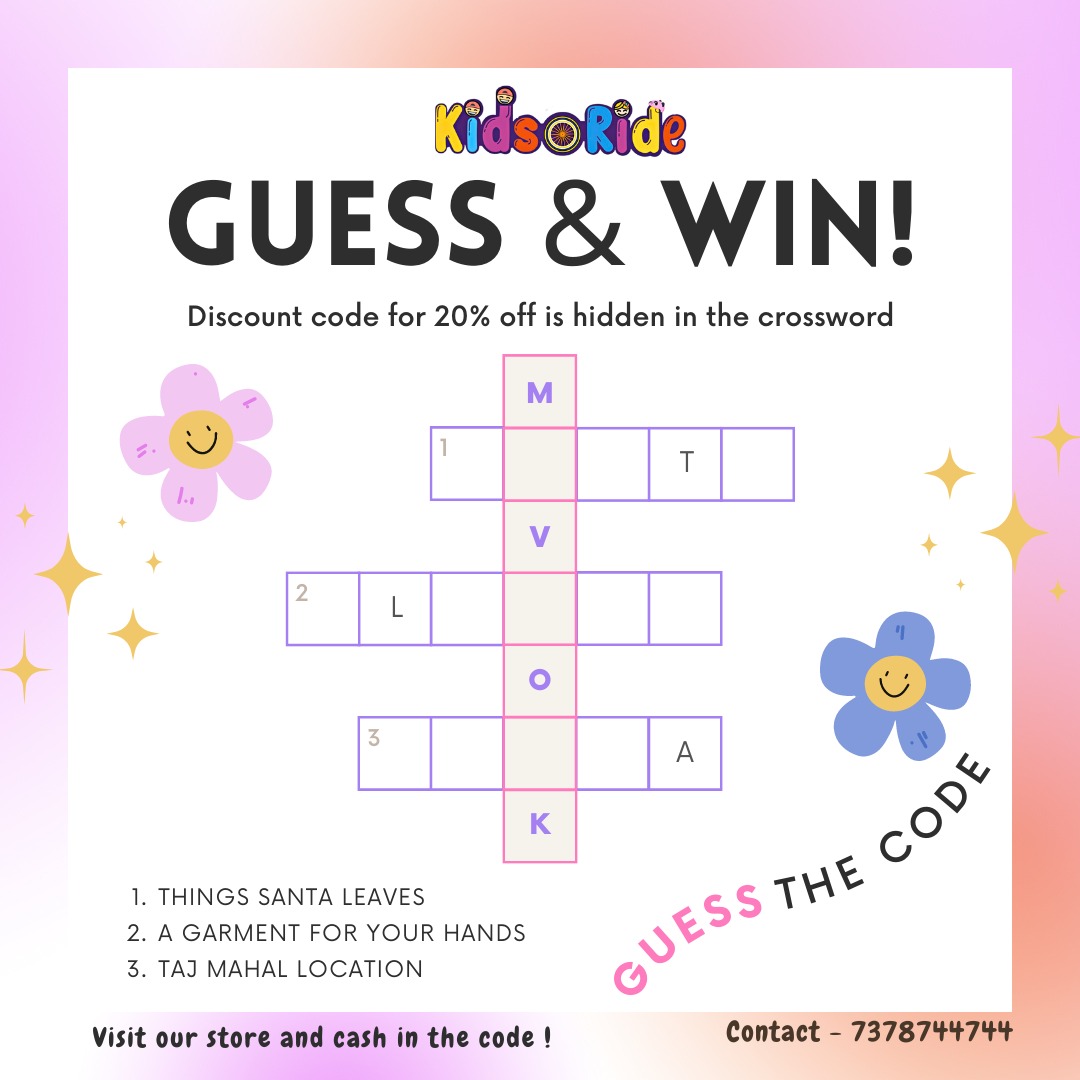 Kids Ride
GUESS & WIN!
Discount code for 20% off is hidden in the crossword
M
1 T
V
2 L
O
3 A
K
1. THINGS SANTA LEAVES
2. A GARMENT FOR YOUR HANDS
3. TAJ MAHAL LOCATION
GUESS THE CODE
Visit our store and cash in the code !
Contact - 7378744744